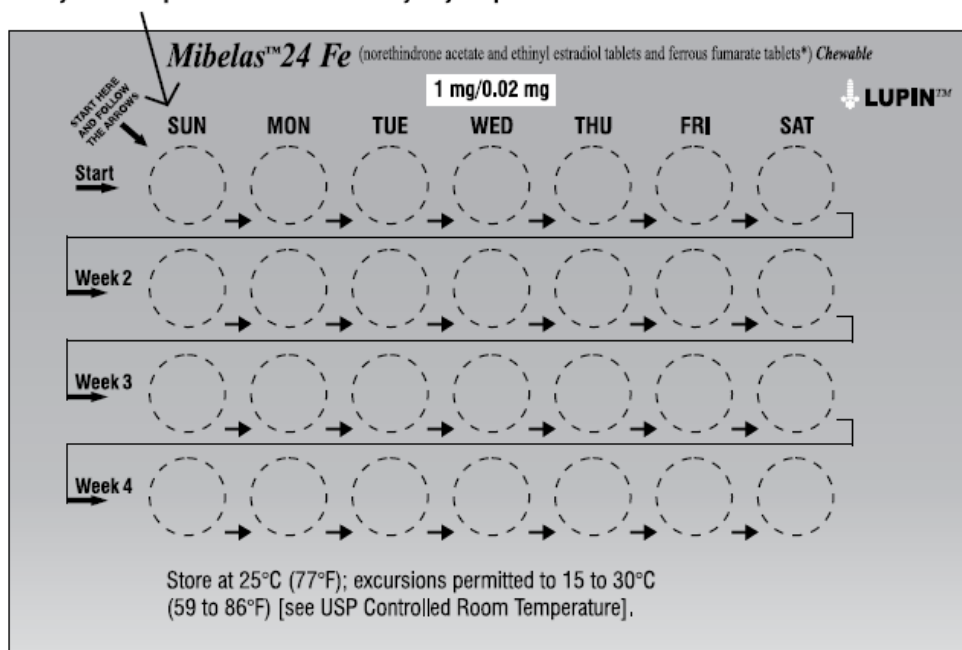 Mibelas™24 Fe (norethindrone acetate and ethinyl estradiol tablets and ferrous fumarate tablets*) Chewable
1 mg/0.02 mg
LUPIN™
START HERE
AND FOLLOW
THE ARROWS
SUN MON TUE WED THU FRI SAT
Start
Week 2
Week 3
Week 4
Store at 25°C (77°F); excursions permitted to 15 to 30°C
(59 to 86°F) [see USP Controlled Room Temperature].